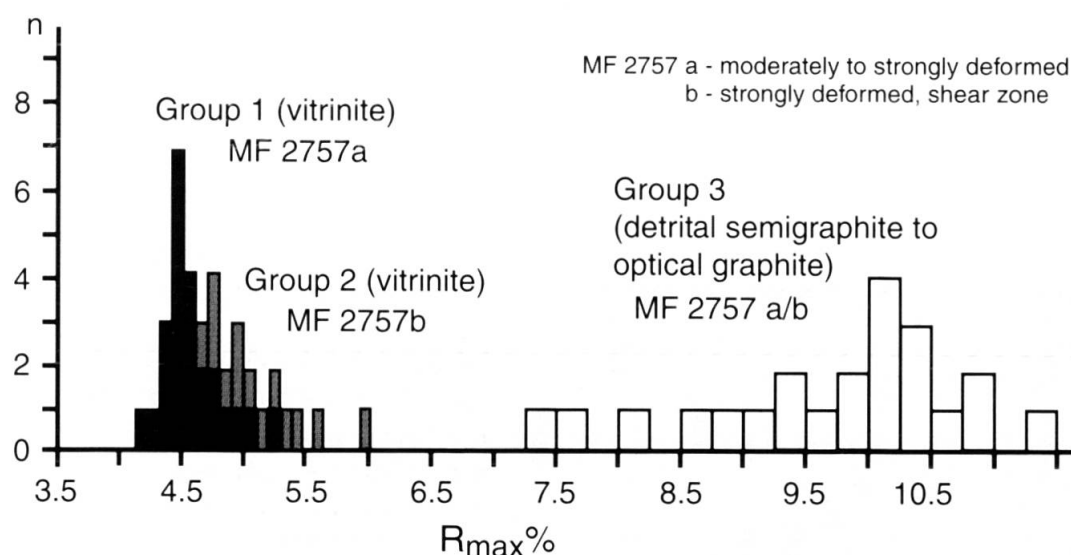 n
MF 2757 a - moderately to strongly deformed
b - strongly deformed, shear zone
8
Group 1 (vitrinite)
MF 2757a
6
Group 3
(detrital semigraphite to
optical graphite)
MF 2757 a/b
4
Group 2 (vitrinite)
MF 2757b
2
0
3.5 4.5 5.5 6.5 7.5 8.5 9.5 10.5
Rmax%